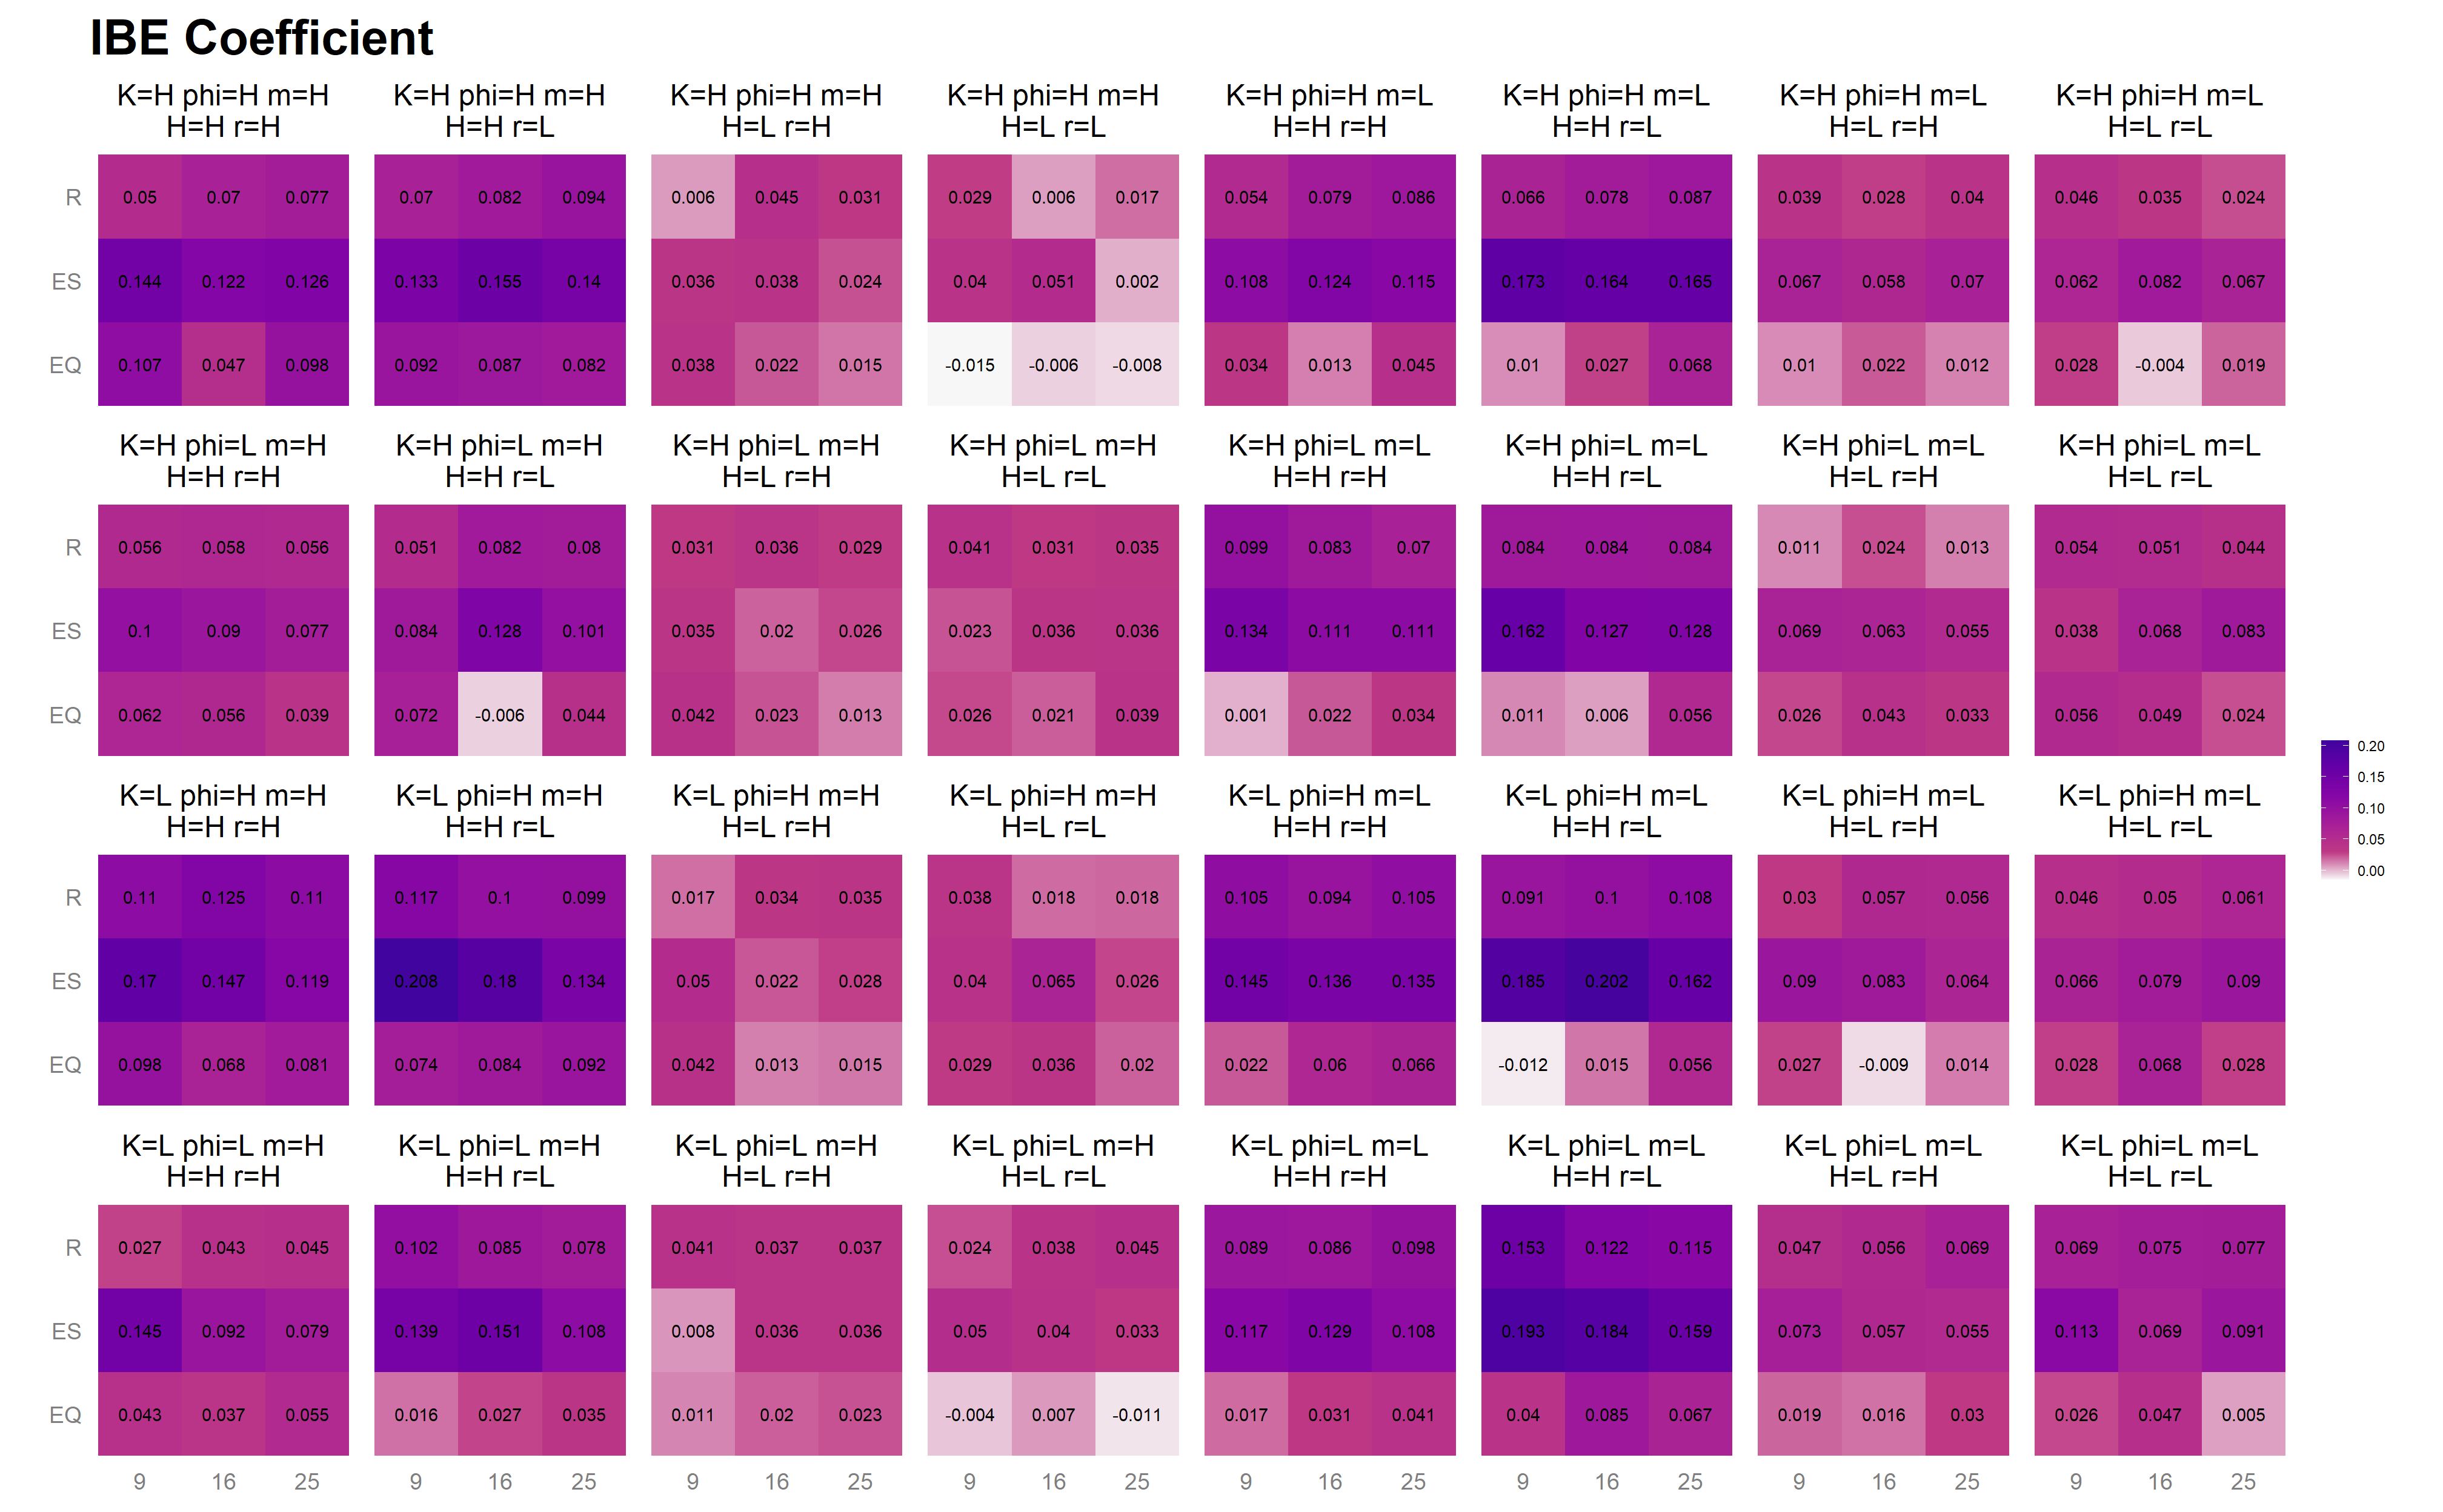 IBE Coefficient
K=H phi=H m=H K=H phi=H m=H K=H phi=H m=H K=H phi=H m=H K=H phi=H m=L K=H phi=H m=L K=H phi=H m=L K=H phi=H m=L
H=H r=H H=H r=L H=L r=H H=L r=L H=H r=H H=H r=L H=L r=H H=L r=L
R 0.05 0.07 0.077 0.07 0.082 0.094 0.006 0.045 0.031 0.029 0.006 0.017 0.054 0.079 0.086 0.066 0.078 0.087 0.039 0.028 0.04 0.046 0.035 0.024
ES 0.144 0.122 0.126 0.133 0.155 0.14 0.036 0.038 0.024 0.04 0.051 0.002 0.108 0.124 0.115 0.173 0.164 0.165 0.067 0.058 0.07 0.062 0.082 0.067
EQ 0.107 0.047 0.098 0.092 0.087 0.082 0.038 0.022 0.015 -0.015 -0.006 -0.008 0.034 0.013 0.045 0.01 0.027 0.068 0.01 0.022 0.012 0.028 -0.004 0.019
K=H phi=L m=H K=H phi=L m=H K=H phi=L m=H K=H phi=L m=H K=H phi=L m=L K=H phi=L m=L K=H phi=L m=L K=H phi=L m=L
H=H r=H H=H r=L H=L r=H H=L r=L H=H r=H H=H r=L H=L r=H H=L r=L
R 0.056 0.058 0.056 0.051 0.082 0.08 0.031 0.036 0.029 0.041 0.031 0.035 0.099 0.083 0.07 0.084 0.084 0.084 0.011 0.024 0.013 0.054 0.051 0.044
ES 0.1 0.09 0.077 0.084 0.128 0.101 0.035 0.02 0.026 0.023 0.036 0.036 0.134 0.111 0.111 0.162 0.127 0.128 0.069 0.063 0.055 0.038 0.068 0.083
EQ 0.062 0.056 0.039 0.072 -0.006 0.044 0.042 0.023 0.013 0.026 0.021 0.039 0.001 0.022 0.034 0.011 0.006 0.056 0.026 0.043 0.033 0.056 0.049 0.024
0.20
0.15
0.10
0.05
0.00
K=L phi=H m=H K=L phi=H m=H K=L phi=H m=H K=L phi=H m=H K=L phi=H m=L K=L phi=H m=L K=L phi=H m=L K=L phi=H m=L
H=H r=H H=H r=L H=L r=H H=L r=L H=H r=H H=H r=L H=L r=H H=L r=L
R 0.11 0.125 0.11 0.117 0.1 0.099 0.017 0.034 0.035 0.038 0.018 0.018 0.105 0.094 0.105 0.091 0.1 0.108 0.03 0.057 0.056 0.046 0.05 0.061
ES 0.17 0.147 0.119 0.208 0.18 0.134 0.05 0.022 0.028 0.04 0.065 0.026 0.145 0.136 0.135 0.185 0.202 0.162 0.09 0.083 0.064 0.066 0.079 0.09
EQ 0.098 0.068 0.081 0.074 0.084 0.092 0.042 0.013 0.015 0.029 0.036 0.02 0.022 0.06 0.066 -0.012 0.015 0.056 0.027 -0.009 0.014 0.028 0.068 0.028
K=L phi=L m=H K=L phi=L m=H K=L phi=L m=H K=L phi=L m=H K=L phi=L m=L K=L phi=L m=L K=L phi=L m=L K=L phi=L m=L
H=H r=H H=H r=L H=L r=H H=L r=L H=H r=H H=H r=L H=L r=H H=L r=L
R 0.027 0.043 0.045 0.102 0.085 0.078 0.041 0.037 0.037 0.024 0.038 0.045 0.089 0.086 0.098 0.153 0.122 0.115 0.047 0.056 0.069 0.069 0.075 0.077
ES 0.145 0.092 0.079 0.139 0.151 0.108 0.008 0.036 0.036 0.05 0.04 0.033 0.117 0.129 0.108 0.193 0.184 0.159 0.073 0.057 0.055 0.113 0.069 0.091
EQ 0.043 0.037 0.055 0.016 0.027 0.035 0.011 0.02 0.023 -0.004 0.007 -0.011 0.017 0.031 0.041 0.04 0.085 0.067 0.019 0.016 0.03 0.026 0.047 0.005
9 16 25 9 16 25 9 16 25 9 16 25 9 16 25 9 16 25 9 16 25 9 16 25